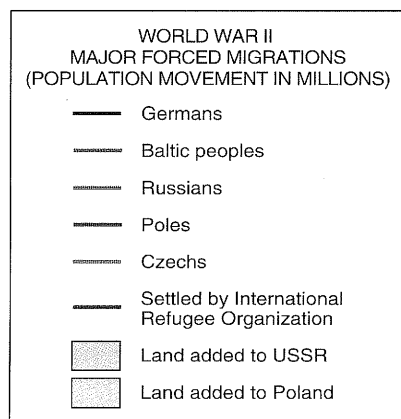 WORLD WAR II
MAJOR FORCED MIGRATIONS
(POPULATION MOVEMENT IN MILLIONS)
Germans
Baltic peoples
Russians
Poles
Czechs
Settled by International
Refugee Organization
Land added to USSR
Land added to Poland